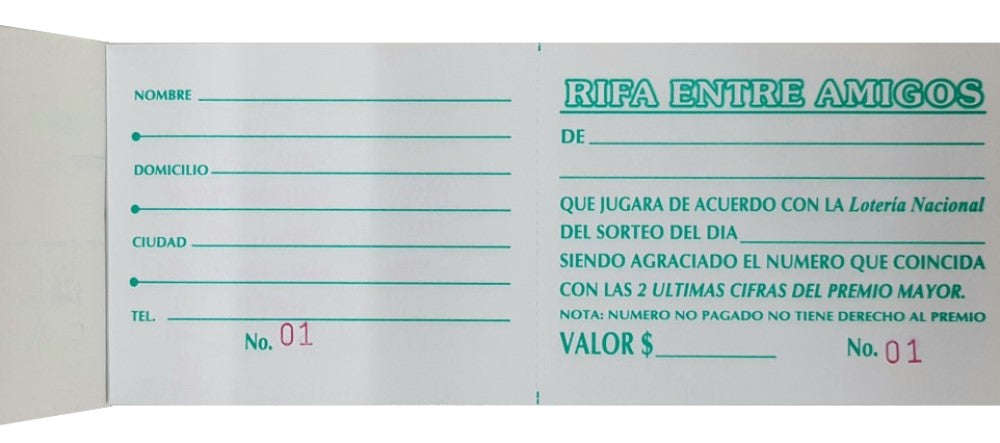 NOMBRE
DOMICILIO
CIUDAD
TEL.
No. 01
RIFA ENTRE AMIGOS
DE
QUE JUGARA DE ACUERDO CON LA Lotería Nacional
DEL SORTEO DEL DIA
SIENDO AGRACIADO EL NUMERO QUE COINCIDA
CON LAS 2 ULTIMAS CIFRAS DEL PREMIO MAYOR.
NOTA: NUMERO NO PAGADO NO TIENE DERECHO AL PREMIO
VALOR $ No. 01